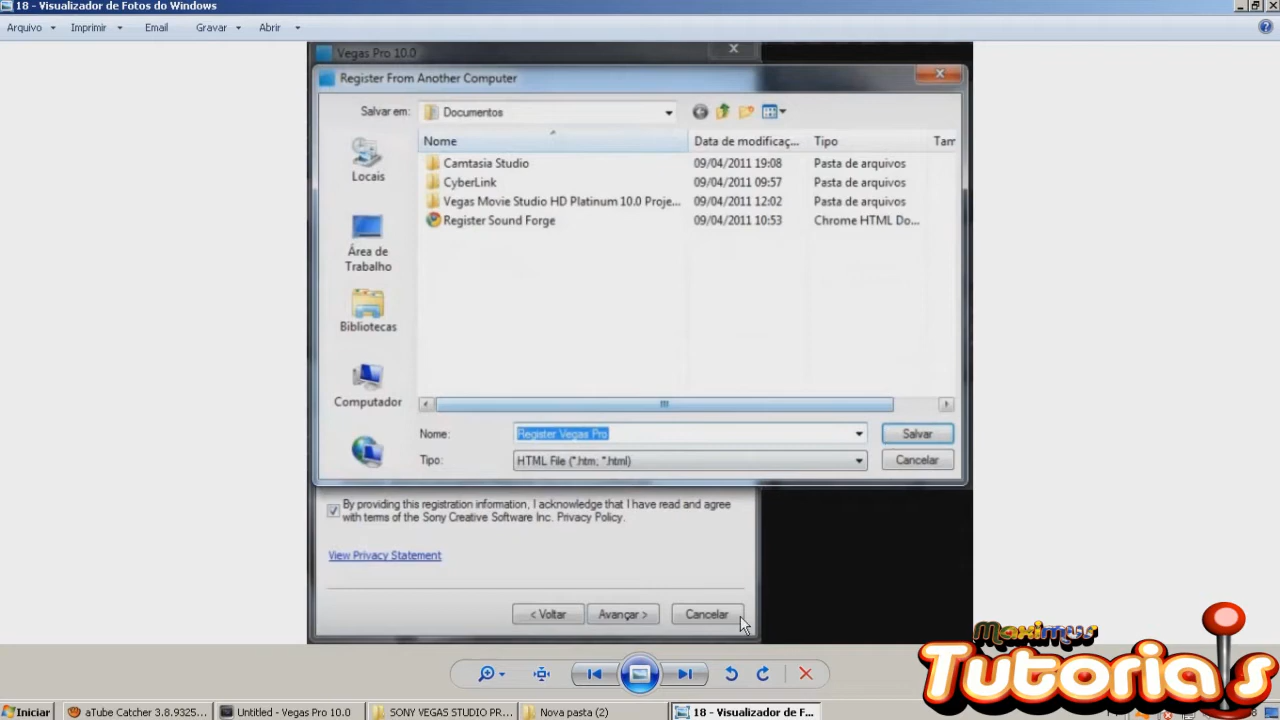 18 - Visualizador de Fotos do Windows
Arquivo Imprimir Email Gravar Abrir
Vegas Pro 10.0
Register From Another Computer
Salvar em: Documentos
Nome Data de modificaç... Tipo Tam
Camtasia Studio 09/04/2011 19:08 Pasta de arquivos
CyberLink 09/04/2011 09:57 Pasta de arquivos
Vegas Movie Studio HD Platinum 10.0 Proje... 09/04/2011 12:02 Pasta de arquivos
Register Sound Forge 09/04/2011 10:53 Chrome HTML Do...
Locais
Área de
Trabalho
Bibliotecas
Computador
Nome: Register Vegas Pro Salvar
Tipo: HTML File (*.htm; *.html) Cancelar
By providing this registration information, I acknowledge that I have read and agree
with terms of the Sony Creative Software Inc. Privacy Policy.
View Privacy Statement
< Voltar Avançar > Cancelar
Maximus
Tutoria's
Iniciar aTube Catcher 3.8.9325... Untitled - Vegas Pro 10.0 SONY VEGAS STUDIO PR... Nova pasta (2) 18 - Visualizador de F...